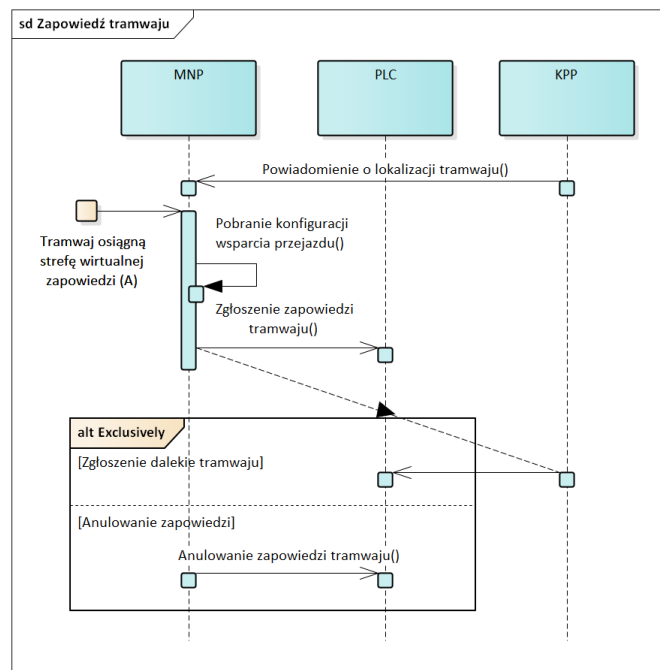 sd Zapowiedź tramwaju
MNP
PLC
KPP
Powiadomienie o lokalizacji tramwaju()
Tramwaj osiągną
strefę wirtualnej
zapowiedzi (A)
Pobranie konfiguracji
wsparcia przejazdu()
Zgłoszenie zapowiedzi
tramwaju()
alt Exclusively
[Zgłoszenie dalekie tramwaju]
[Anulowanie zapowiedzi]
Anulowanie zapowiedzi tramwaju()